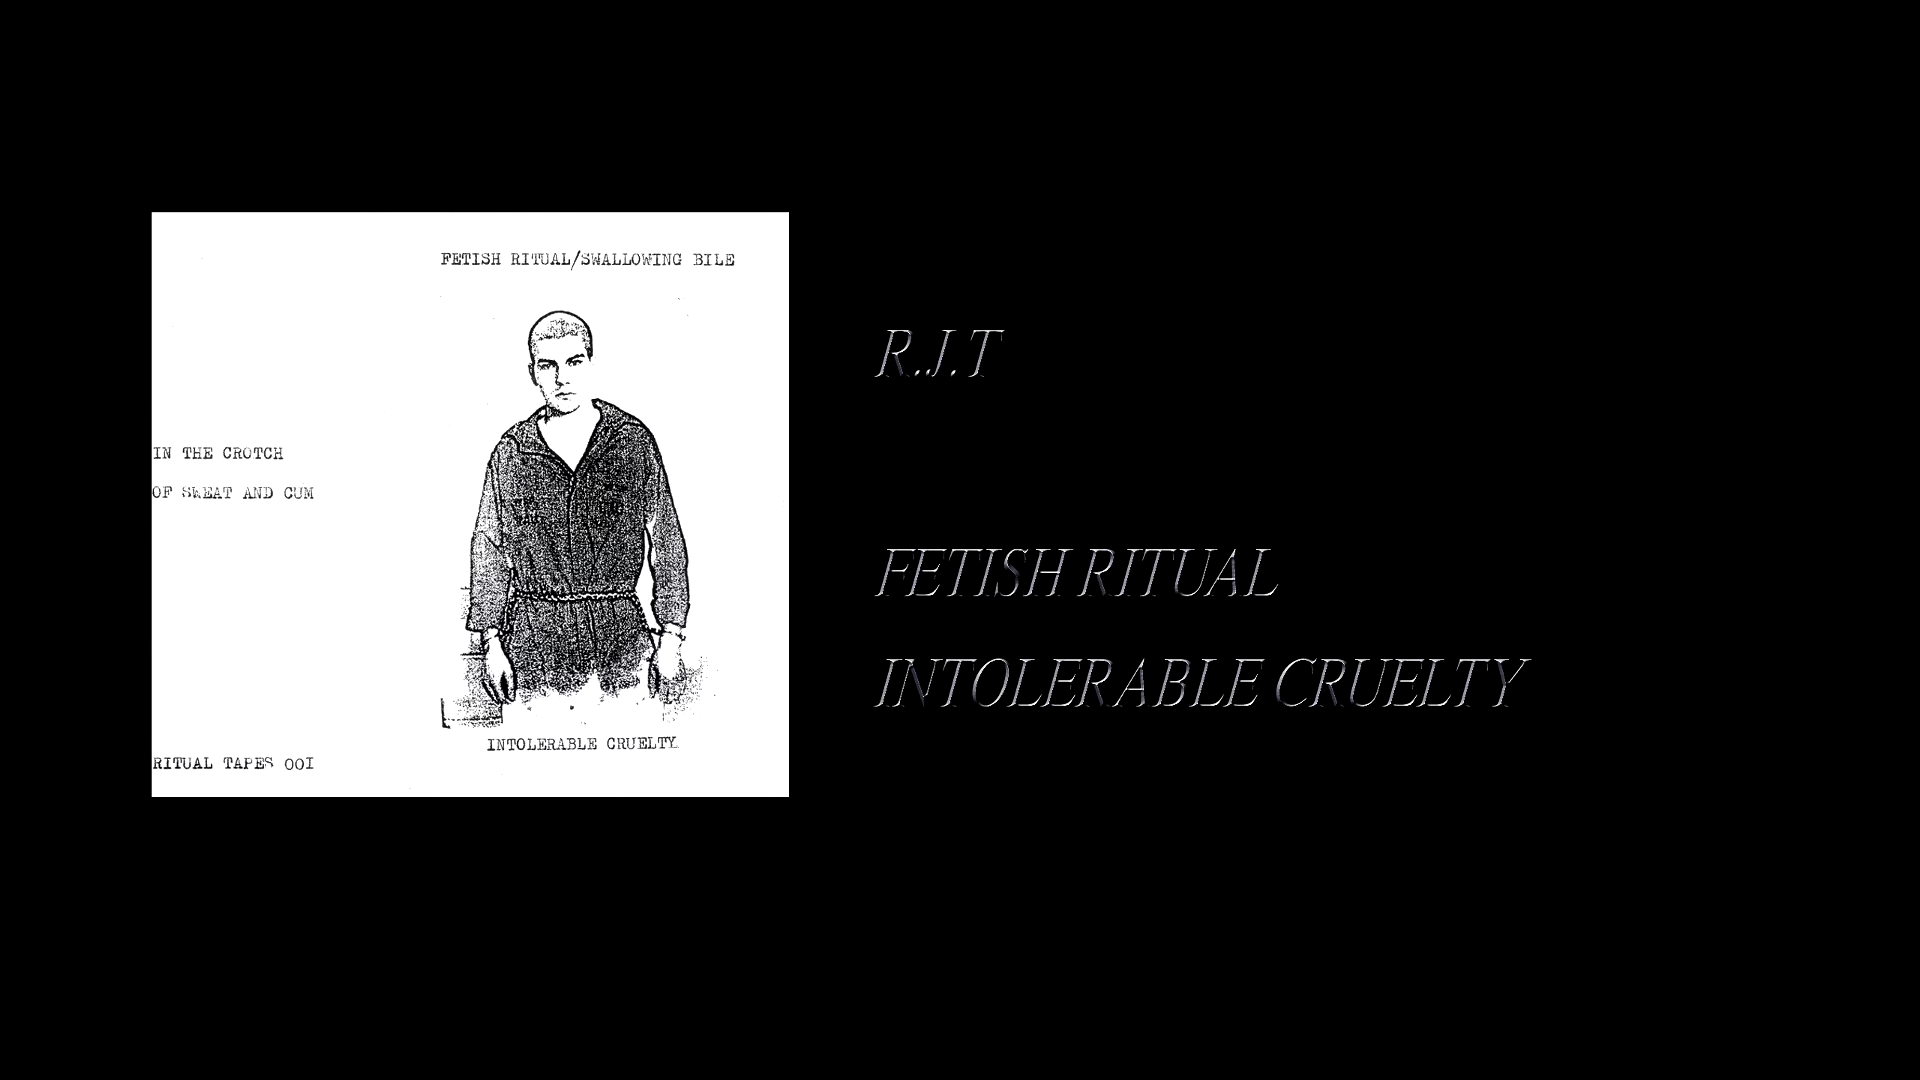 FETISH RITUAL/SWALLOWING BILE
IN THE CROTCH
OF SWEAT AND CUM
INTOLERABLE CRUELTY
RITUAL TAPES 001
R.I.T
FETISH RITUAL
INTOLERABLE CRUELTY